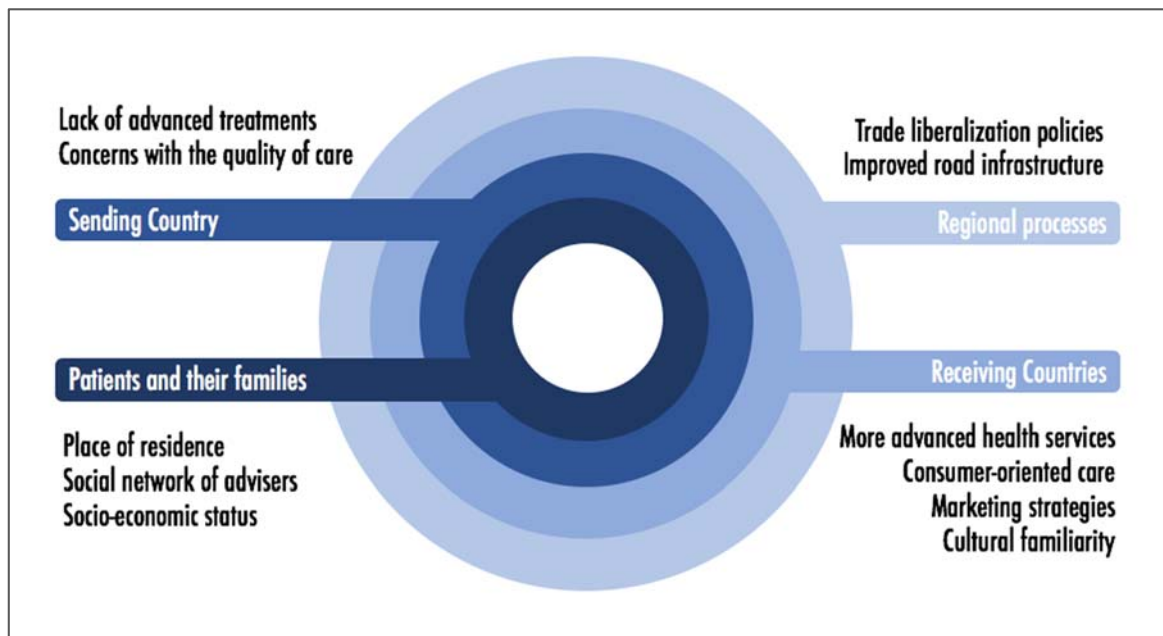 Lack of advanced treatments
Concerns with the quality of care
Sending Country
Trade liberalization policies
Improved road infrastructure
Regional processes
Patients and their families
Place of residence
Social network of advisers
Socio-economic status
Receiving Countries
More advanced health services
Consumer-oriented care
Marketing strategies
Cultural familiarity